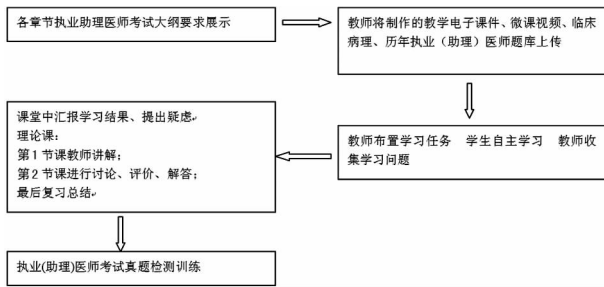 各章节执业助理医师考试大纲要求展示
教师将制作的教学电子课件、微课视频、临床
病理、历年执业（助理）医师题库上传
教师布置学习任务 学生自主学习 教师收
集学习问题
课堂中汇报学习结果、提出疑虑
理论课：
第1节课教师讲解；
第2节课进行讨论、评价、解答；
最后复习总结
执业(助理)医师考试真题检测训练